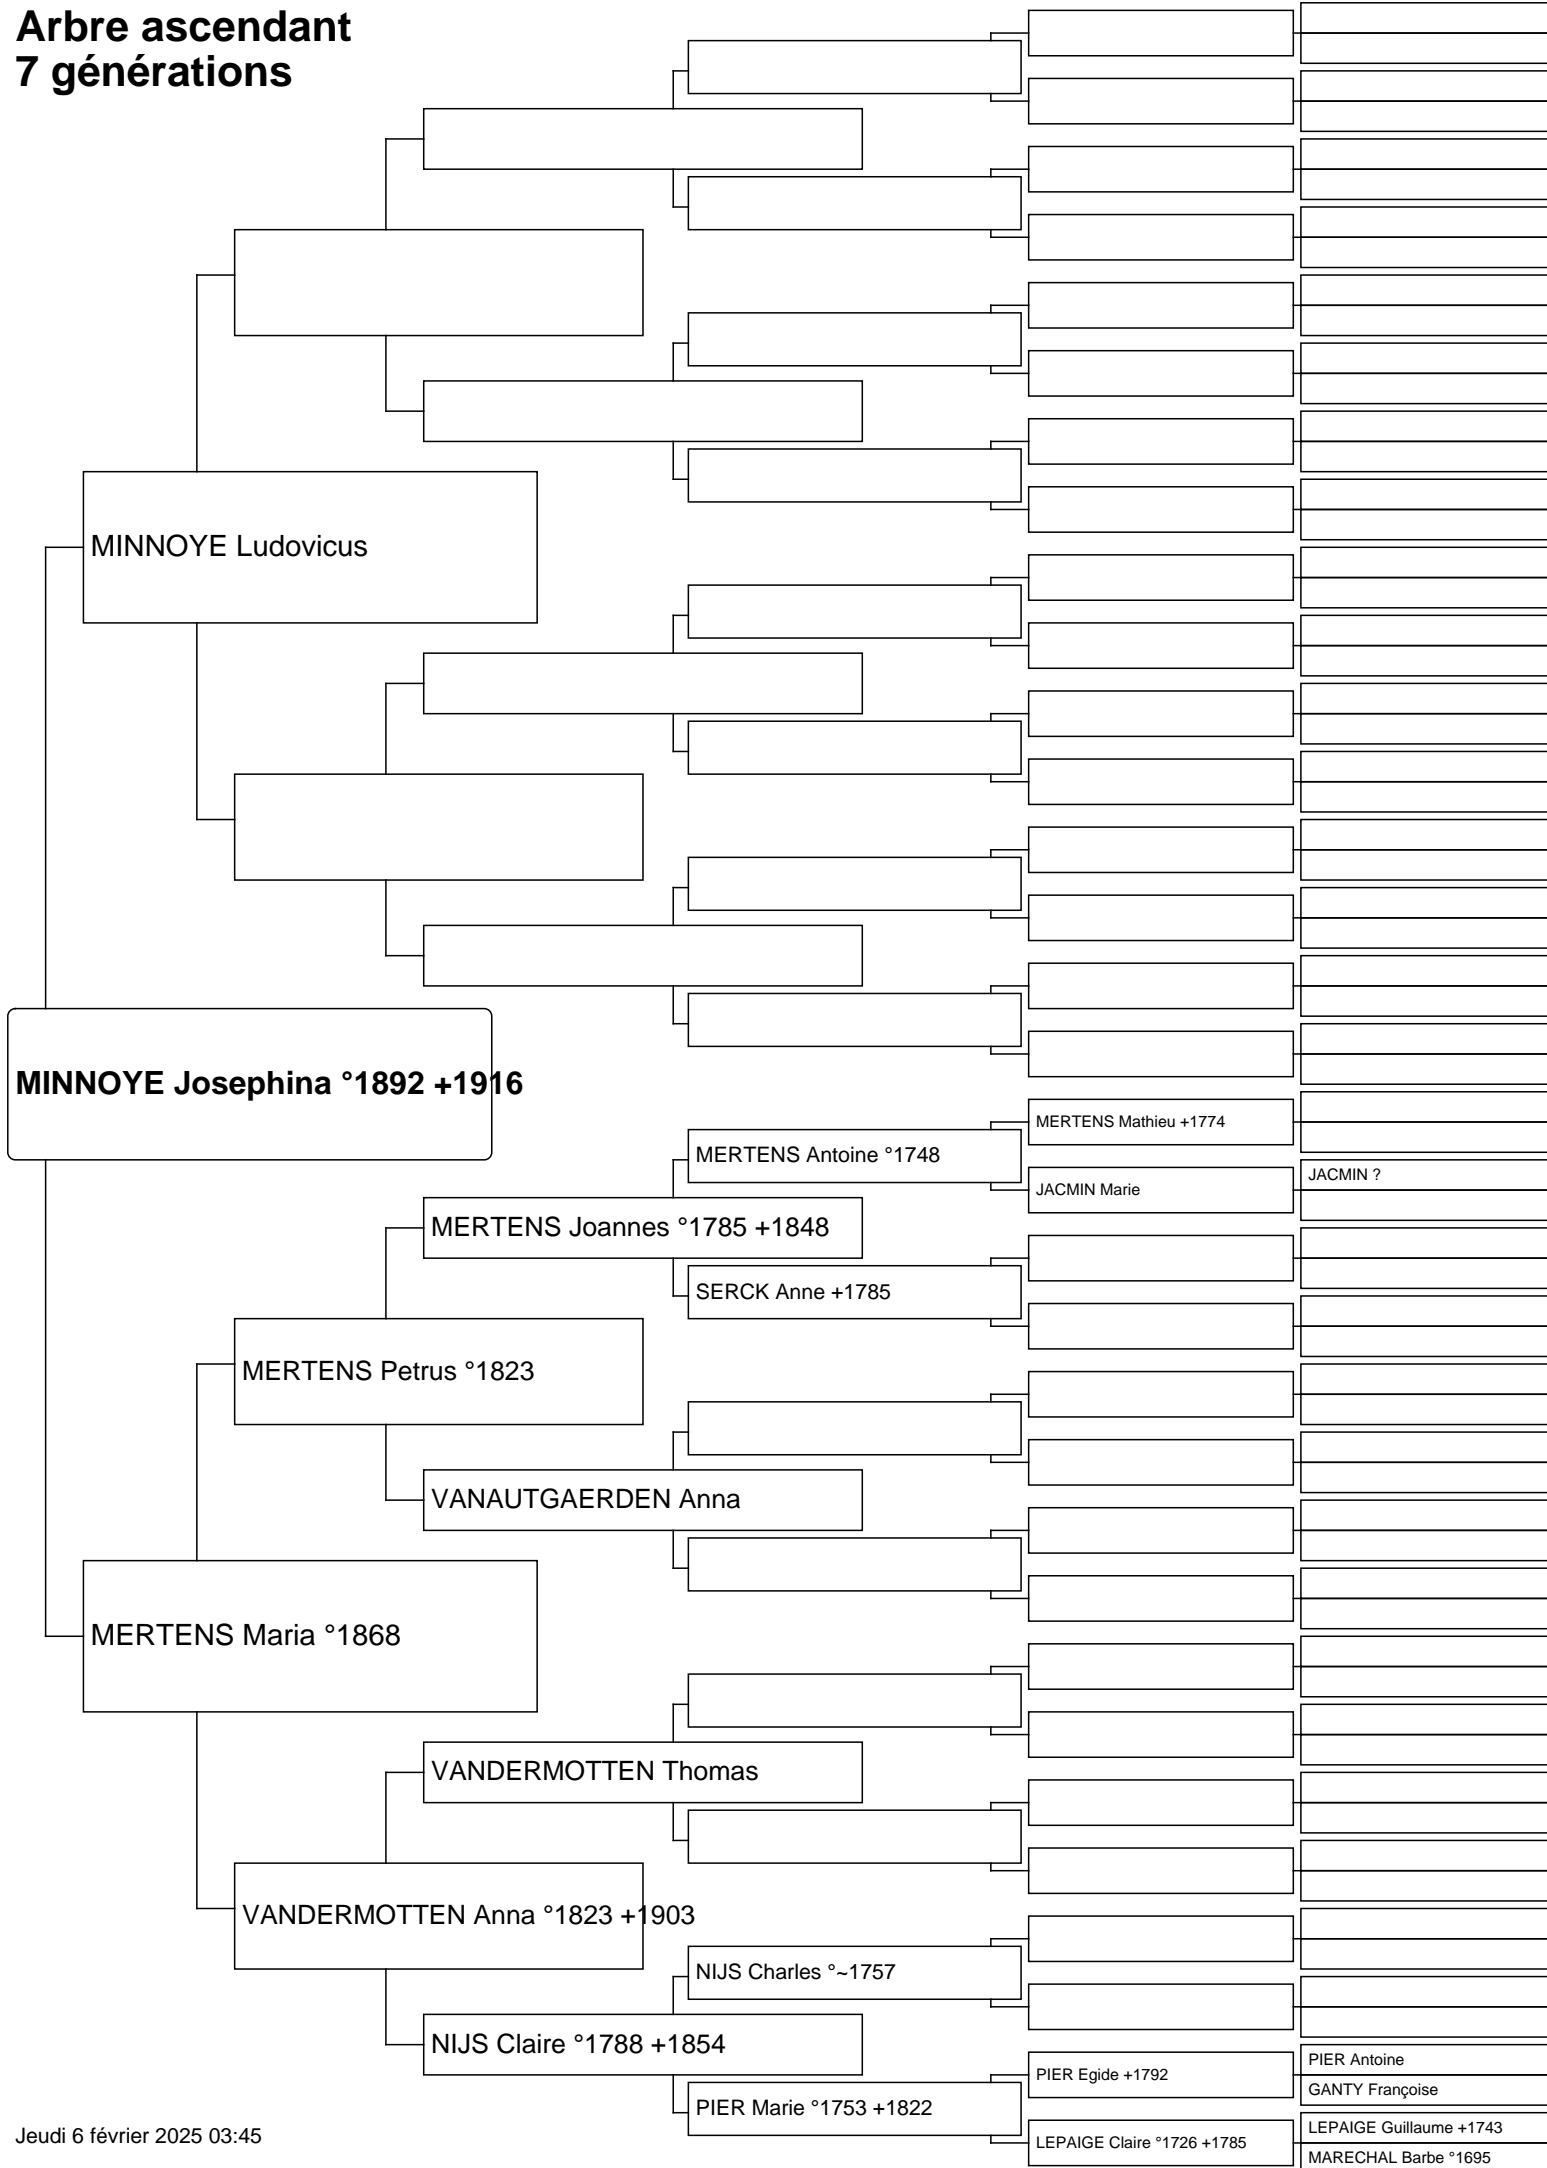 Arbre ascendant
7 générations
MINNOYE Ludovicus
MINNOYE Josephina °1892 +1916
MERTENS Mathieu +1774
MERTENS Antoine °1748
JACMIN ?
JACMIN Marie
MERTENS Joannes °1785 +1848
SERCK Anne +1785
MERTENS Petrus °1823
VANAUTGAERDEN Anna
MERTENS Maria °1868
VANDERMOTTEN Thomas
VANDERMOTTEN Anna °1823 +1903
NIJS Charles °~1757
NIJS Claire °1788 +1854
PIER Antoine
PIER Egide +1792
GANTY Françoise
PIER Marie °1753 +1822
LEPAIGE Guillaume +1743
LEPAIGE Claire °1726 +1785
MARECHAL Barbe °1695
Jeudi 6 février 2025 03:45